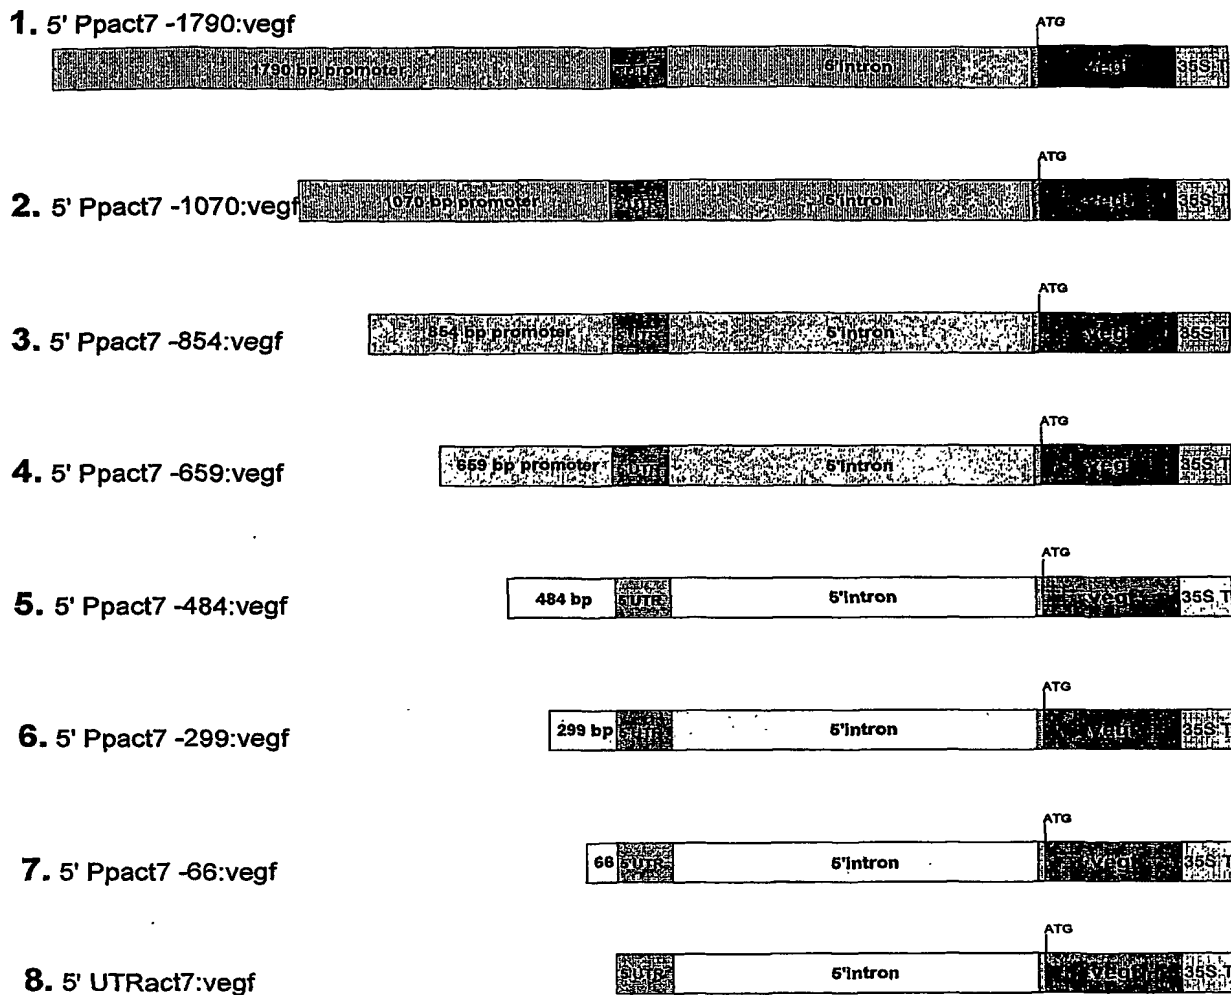 1. 5' Ppact7 -1790:vegf
ATG
1790 bp promoter 5'intron vegf 35S T
ATG
2. 5' Ppact7 -1070:vegf 1070 bp promoter 5'UTR 5'intron vegf 35S T
ATG
3. 5' Ppact7 -854:vegf 854 bp promoter 5'UTR 5'intron vegf 35S T
ATG
4. 5' Ppact7 -659:vegf 659 bp promoter 5'UTR 5'intron vegf 35S T
ATG
5. 5' Ppact7 -484:vegf 484 bp 5'UTR 5'intron vegf 35S T
ATG
6. 5' Ppact7 -299:vegf 299 bp 5'UTR 5'intron vegf 35S T
ATG
7. 5' Ppact7 -66:vegf 66 5'UTR 5'intron vegf 35S T
ATG
8. 5' UTRact7:vegf 5'UTR 5'intron vegf 35S T